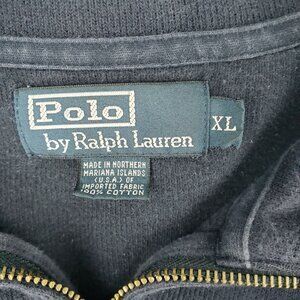 Polo
by Ralph Lauren
XL
MADE IN NORTHERN
MARIANA ISLANDS
(U.S.A.) OF
IMPORTED FABRIC
100% COTTON